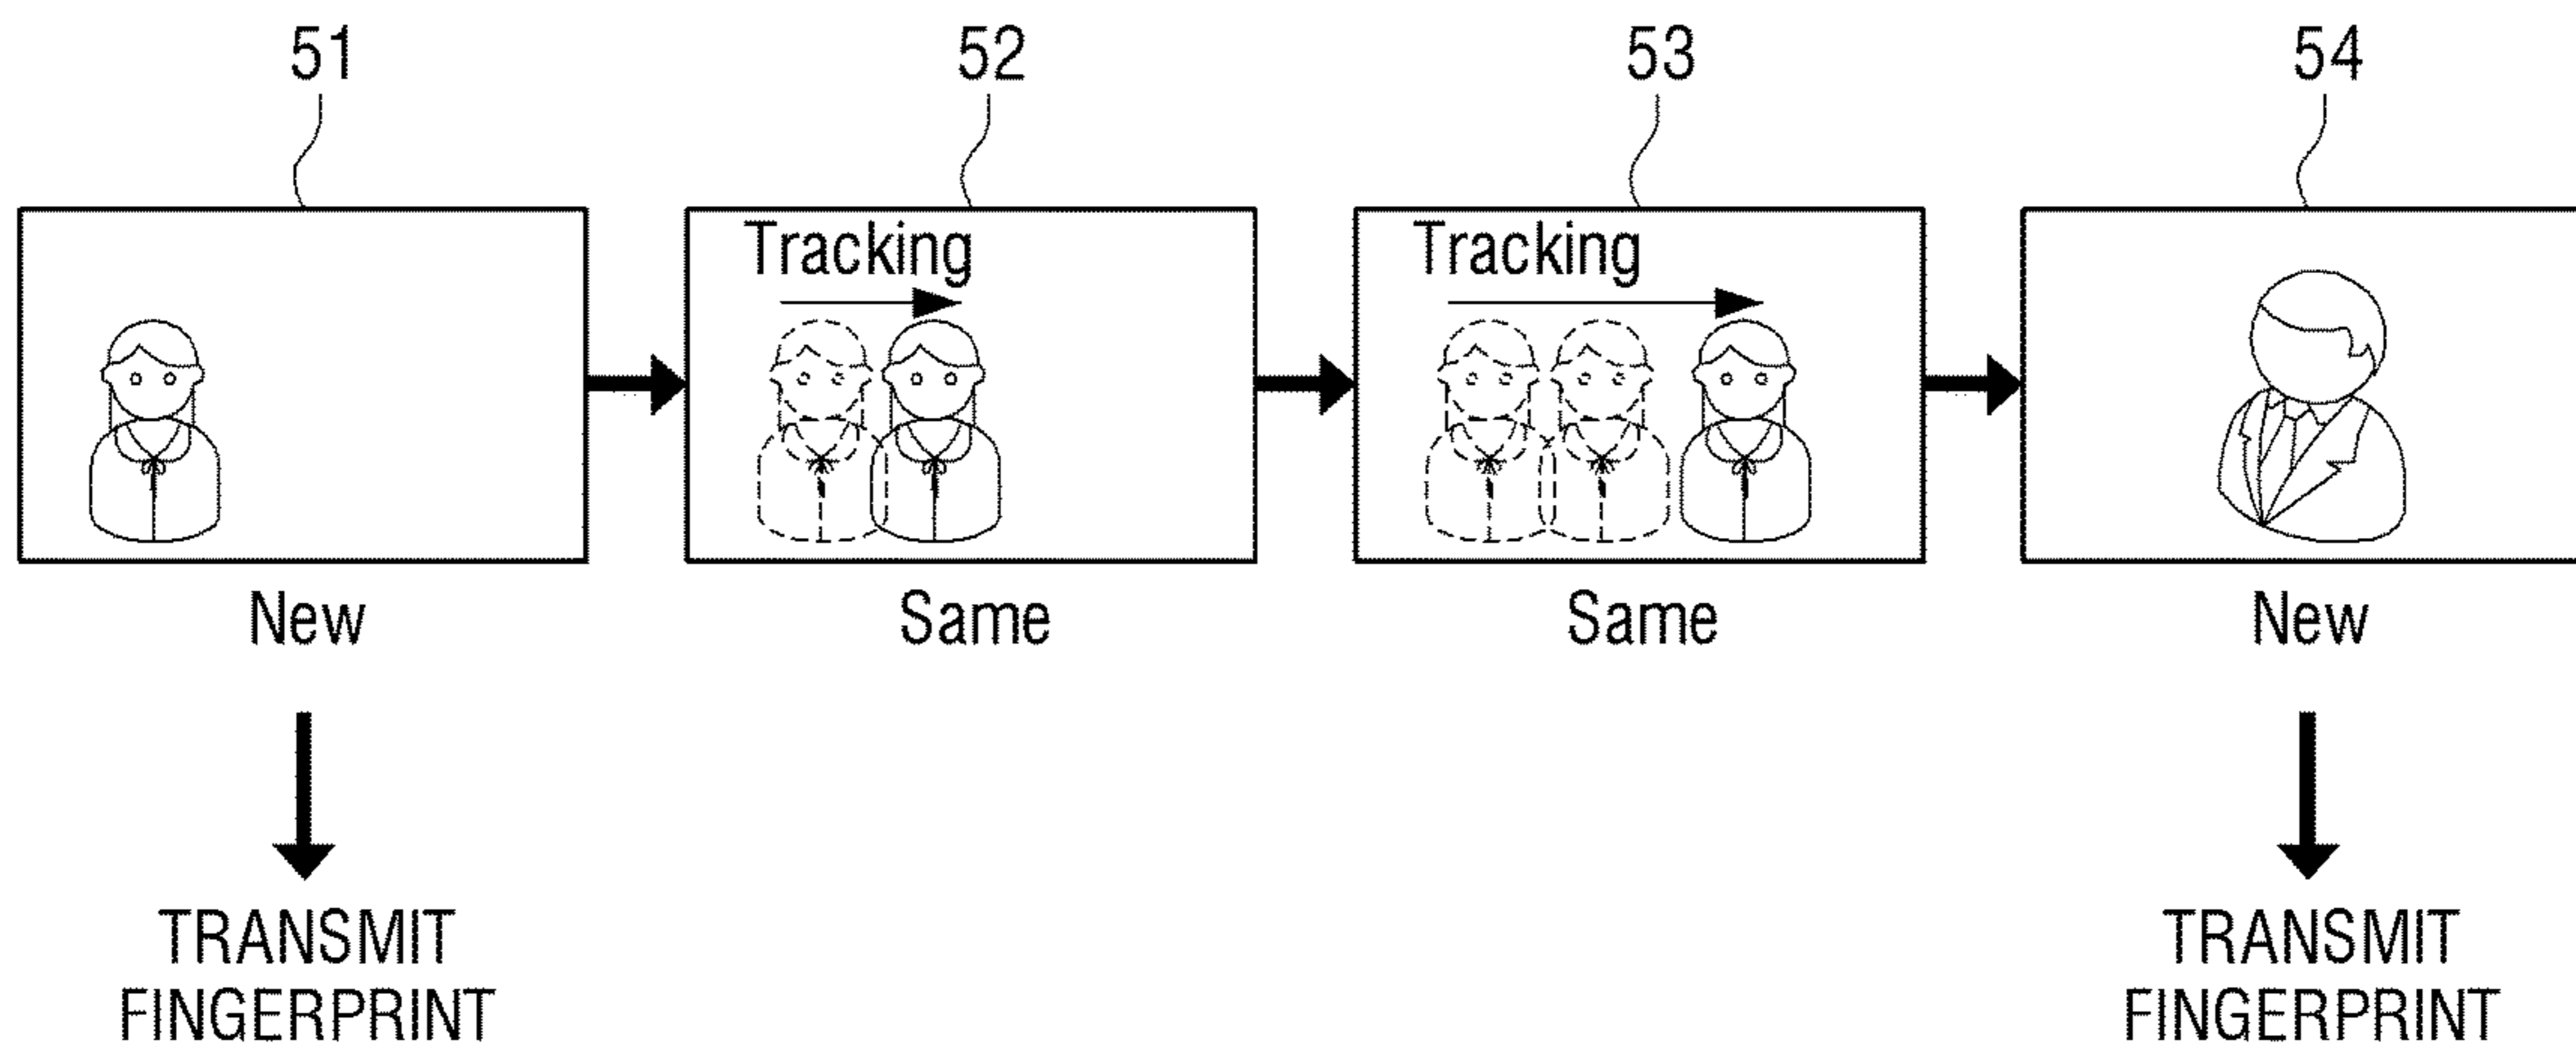 51
52
53
54
Tracking
Tracking
New
Same
Same
New
TRANSMIT
FINGERPRINT
TRANSMIT
FINGERPRINT